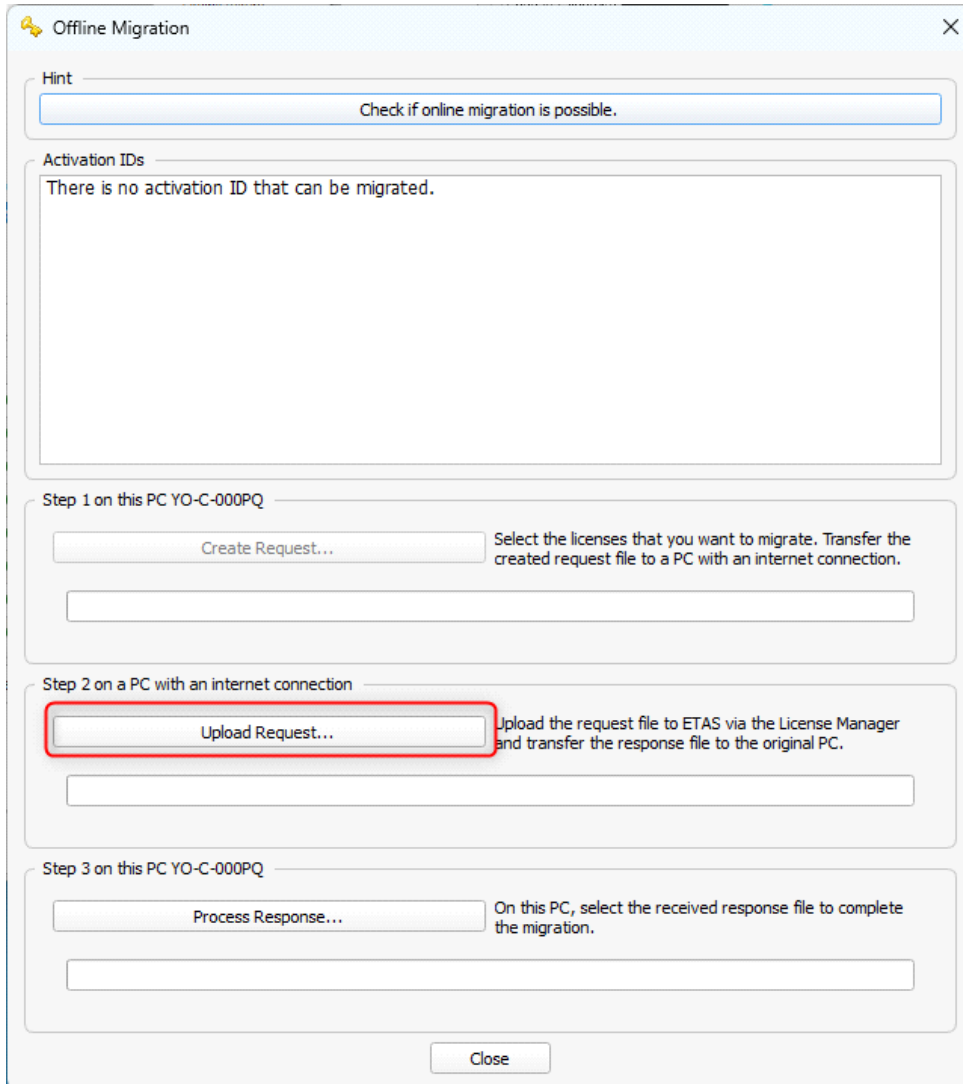 Offline Migration
Hint
Check if online migration is possible.
Activation IDs
There is no activation ID that can be migrated.
Step 1 on this PC YO-C-000PQ
Create Request...
Select the licenses that you want to migrate. Transfer the
created request file to a PC with an internet connection.
Step 2 on a PC with an internet connection
Upload Request...
Upload the request file to ETAS via the License Manager
and transfer the response file to the original PC.
Step 3 on this PC YO-C-000PQ
Process Response...
On this PC, select the received response file to complete
the migration.
Close